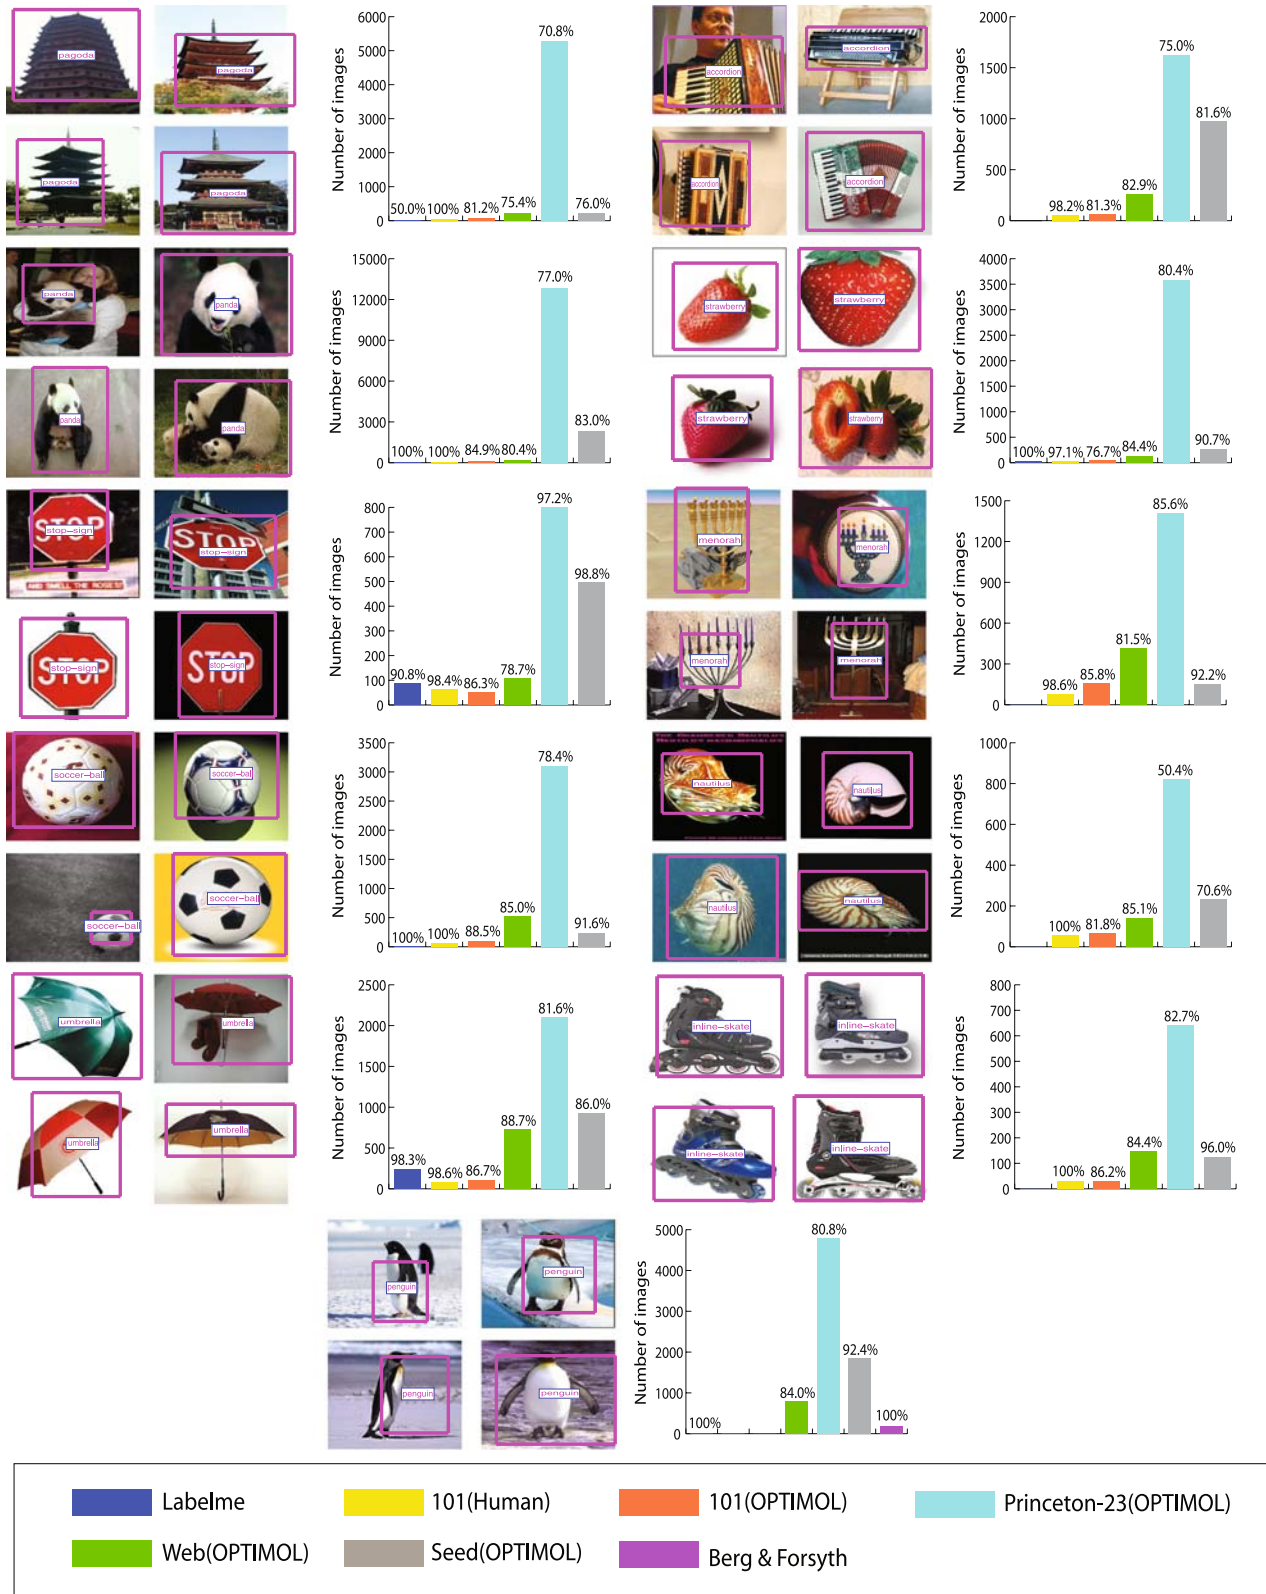 pagoda
pagoda
pagoda
pagoda
Number of images
6000
5000
4000
3000
2000
1000
0
50.0% 100% 81.2% 75.4% 70.8% 76.0%
accordion
accordion
accordion
accordion
Number of images
2000
1500
1000
500
0
98.2% 81.3% 82.9% 75.0% 81.6%
panda
panda
panda
panda
Number of images
15000
12000
9000
6000
3000
0
100% 100% 84.9% 80.4% 77.0% 83.0%
strawberry
strawberry
strawberry
strawberry
Number of images
4000
3500
3000
2500
2000
1500
1000
500
0
100% 97.1% 76.7% 84.4% 80.4% 90.7%
STOP
stop-sign
AND SMELL THE ROSES
STOP
stop-sign
STOP
stop-sign
STOP
stop-sign
Number of images
800
700
600
500
400
300
200
100
0
90.8% 98.4% 86.3% 78.7% 97.2% 98.8%
menorah
menorah
menorah
menorah
Number of images
1500
1200
900
600
300
0
98.6% 85.8% 81.5% 85.6% 92.2%
soccer-ball
soccer-ball
soccer-ball
soccer-ball
Number of images
3500
3000
2500
2000
1500
1000
500
0
100% 100% 88.5% 85.0% 78.4% 91.6%
nautilus
nautilus
nautilus
nautilus
Number of images
1000
800
600
400
200
0
100% 81.8% 85.1% 50.4% 70.6%
umbrella
umbrella
umbrella
umbrella
Number of images
2500
2000
1500
1000
500
0
98.3% 98.6% 86.7% 88.7% 81.6% 86.0%
inline-skate
inline-skate
inline-skate
inline-skate
Number of images
800
700
600
500
400
300
200
100
0
100% 86.2% 84.4% 82.7% 96.0%
penguin
penguin
penguin
penguin
Number of images
5000
4000
3000
2000
1000
0
100% 84.0% 80.8% 92.4% 100%
Labelme 101(Human) 101(OPTIMOL) Princeton-23(OPTIMOL)
Web(OPTIMOL) Seed(OPTIMOL) Berg & Forsyth